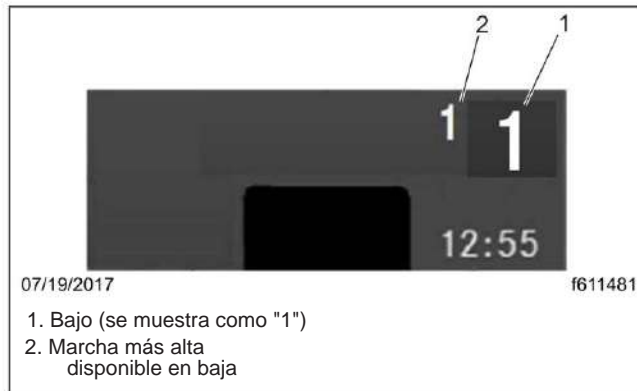 2 1
1 1
12:55
07/19/2017 f611481
1. Bajo (se muestra como "1")
2. Marcha más alta
disponible en baja